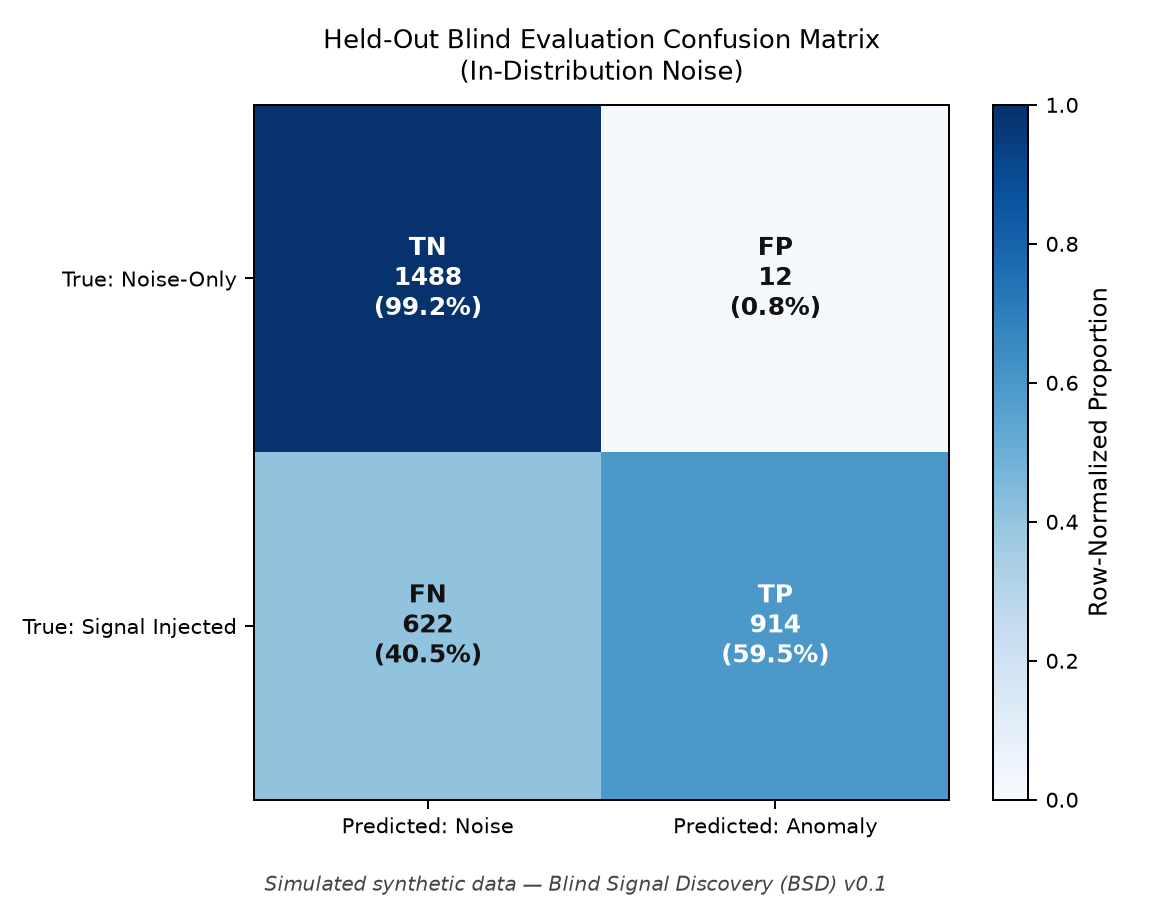 Held-Out Blind Evaluation Confusion Matrix
(In-Distribution Noise)
True: Noise-Only
TN
1488
(99.2%)
FP
12
(0.8%)
True: Signal Injected
FN
622
(40.5%)
TP
914
(59.5%)
Predicted: Noise
Predicted: Anomaly
1.0
0.8
0.6
0.4
0.2
0.0
Row-Normalized Proportion
Simulated synthetic data — Blind Signal Discovery (BSD) v0.1